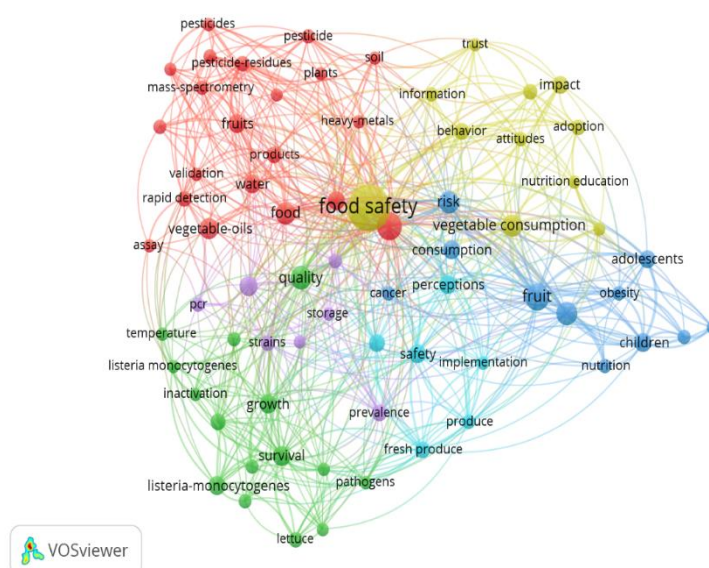 pesticides
pesticide
trust
soil
pesticide-residues
plants
impact
mass-spectrometry
information
heavy-metals
fruits
behavior
adoption
attitudes
products
validation
water
nutrition education
rapid detection
food safety
risk
food
vegetable-oils
vegetable consumption
assay
consumption
adolescents
quality
perceptions
cancer
fruit
obesity
pcr
storage
temperature
strains
children
safety
listeria monocytogenes
implementation
nutrition
inactivation
growth
prevalence
produce
fresh produce
survival
listeria-monocytogenes
pathogens
lettuce
VOSviewer